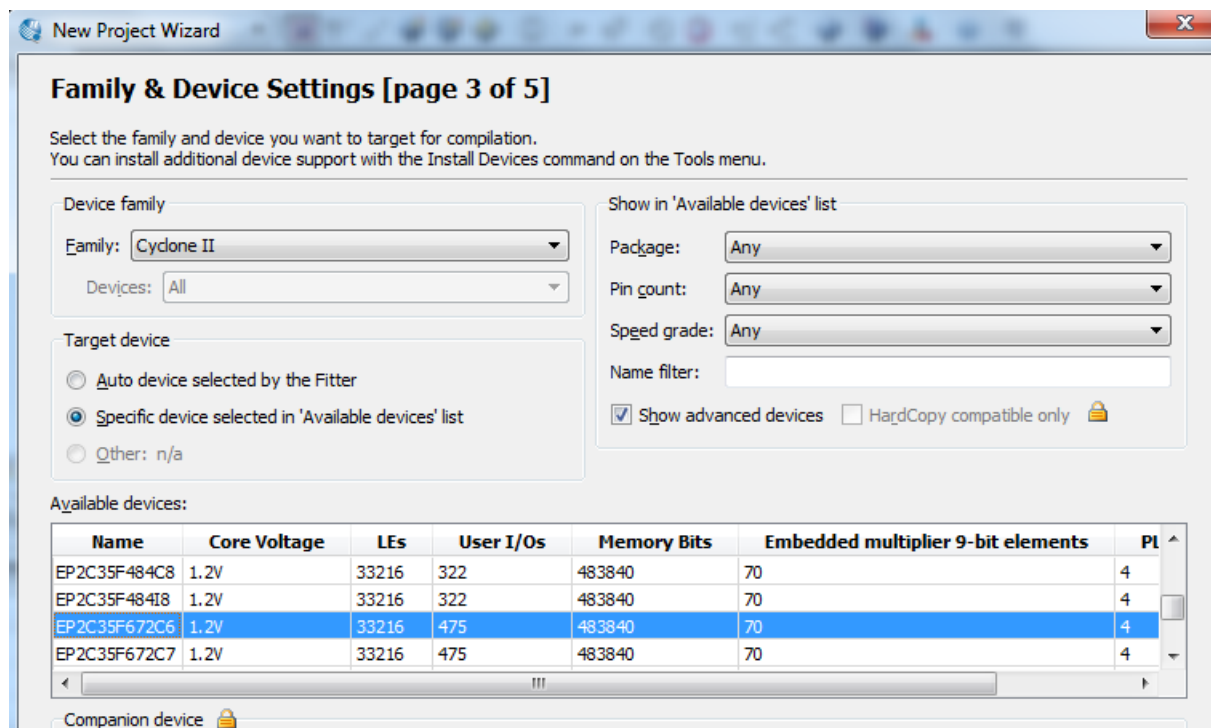 New Project Wizard
X
Family & Device Settings [page 3 of 5]
Select the family and device you want to target for compilation.
You can install additional device support with the Install Devices command on the Tools menu.
Device family
Family: Cyclone II
Devices: All
Target device
Auto device selected by the Fitter
Specific device selected in 'Available devices' list
Other: n/a
Show in 'Available devices' list
Package: Any
Pin count: Any
Speed grade: Any
Name filter:
Show advanced devices HardCopy compatible only
Available devices:
Name Core Voltage LEs User I/Os Memory Bits Embedded multiplier 9-bit elements PL
EP2C35F484C8 1.2V 33216 322 483840 70 4
EP2C35F484I8 1.2V 33216 322 483840 70 4
EP2C35F672C6 1.2V 33216 475 483840 70 4
EP2C35F672C7 1.2V 33216 475 483840 70 4
Companion device